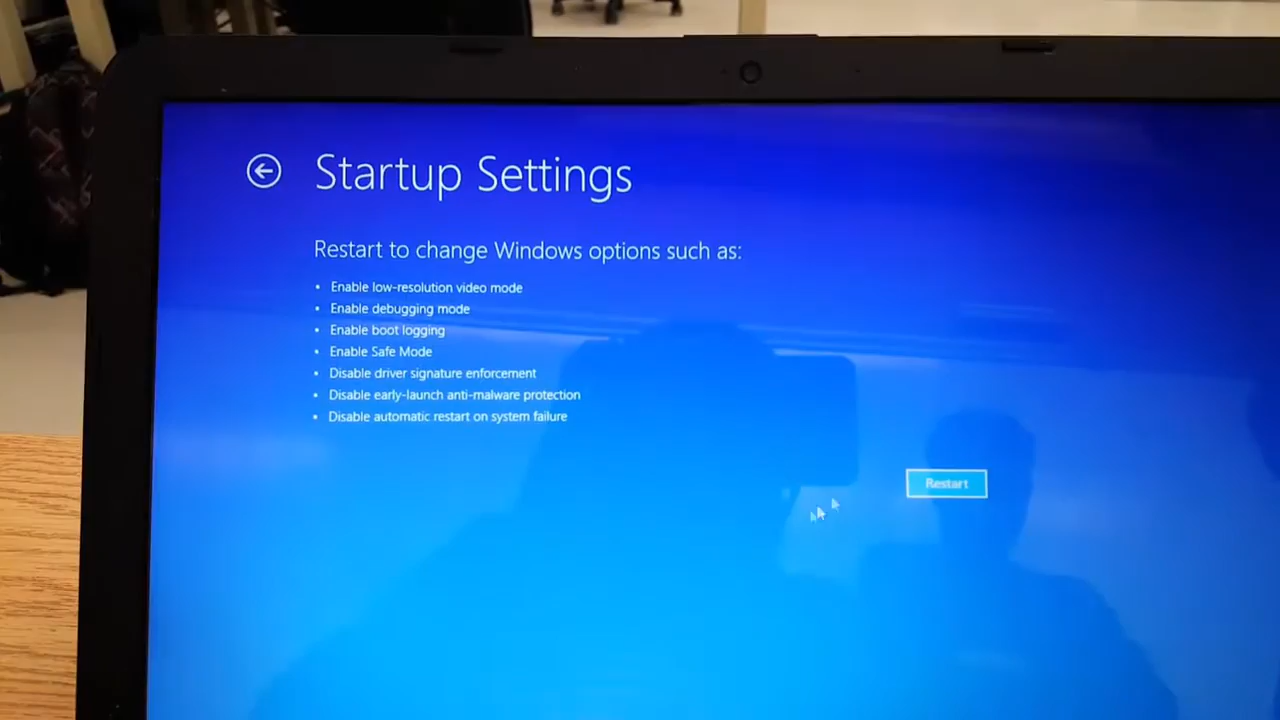 Startup Settings
Restart to change Windows options such as:
• Enable low-resolution video mode
• Enable debugging mode
• Enable boot logging
• Enable Safe Mode
• Disable driver signature enforcement
• Disable early-launch anti-malware protection
• Disable automatic restart on system failure
Restart